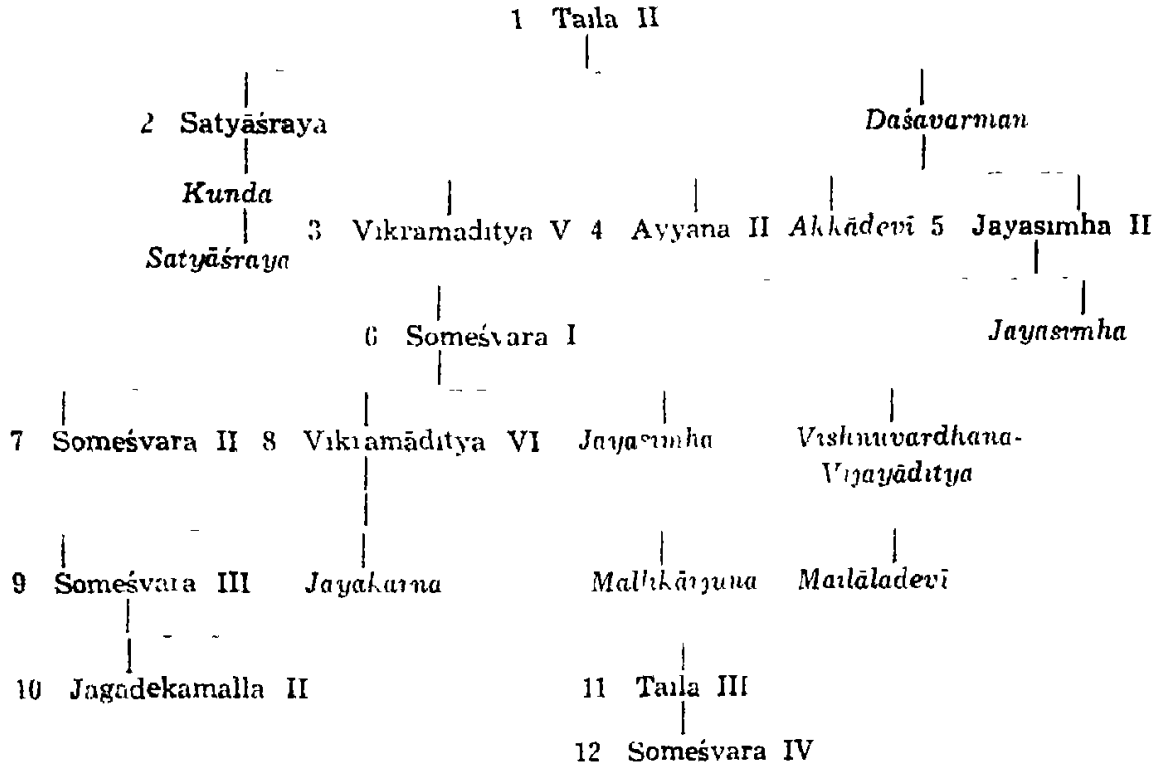 1 Taila II
2 Satyāśraya Daśavarman
Kunda
3 Vikramaditya V 4 Ayyana II Akkādevī 5 Jayasimha II
Satyāśraya
6 Someśvara I Jayasimha
7 Someśvara II 8 Vikramāditya VI Jayasimha Vishnuvardhana-
Vijayāditya
9 Someśvara III Jayakarna Mallikārjuna Mailāladevī
10 Jagadekamalla II 11 Taila III
12 Someśvara IV